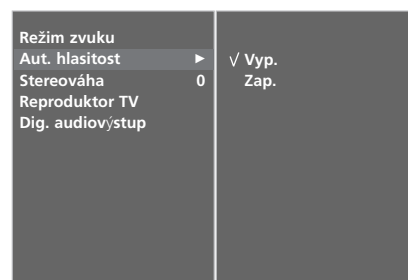 Režim zvuku
Aut. hlasitost ► √ Vyp.
Stereováha 0 Zap.
Reproduktor TV
Dig. audiovýstup